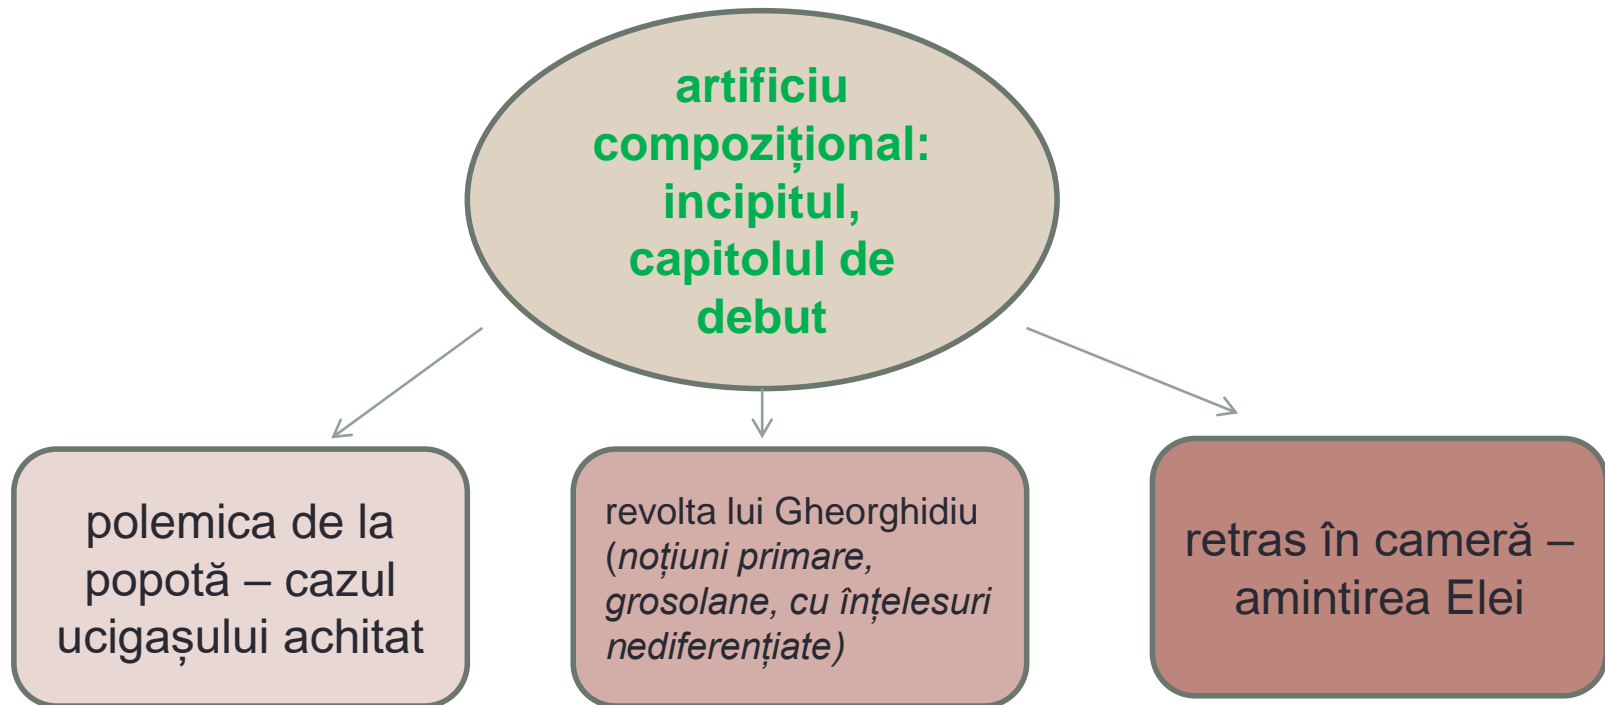 artificiu
compozițional:
incipitul,
capitolul de
debut
polemica de la
popotă – cazul
ucigașului achitat
revolta lui Gheorghidiu
(noțiuni primare,
grosolane, cu înțelesuri
nediferențiate)
retras în cameră –
amintirea Elei